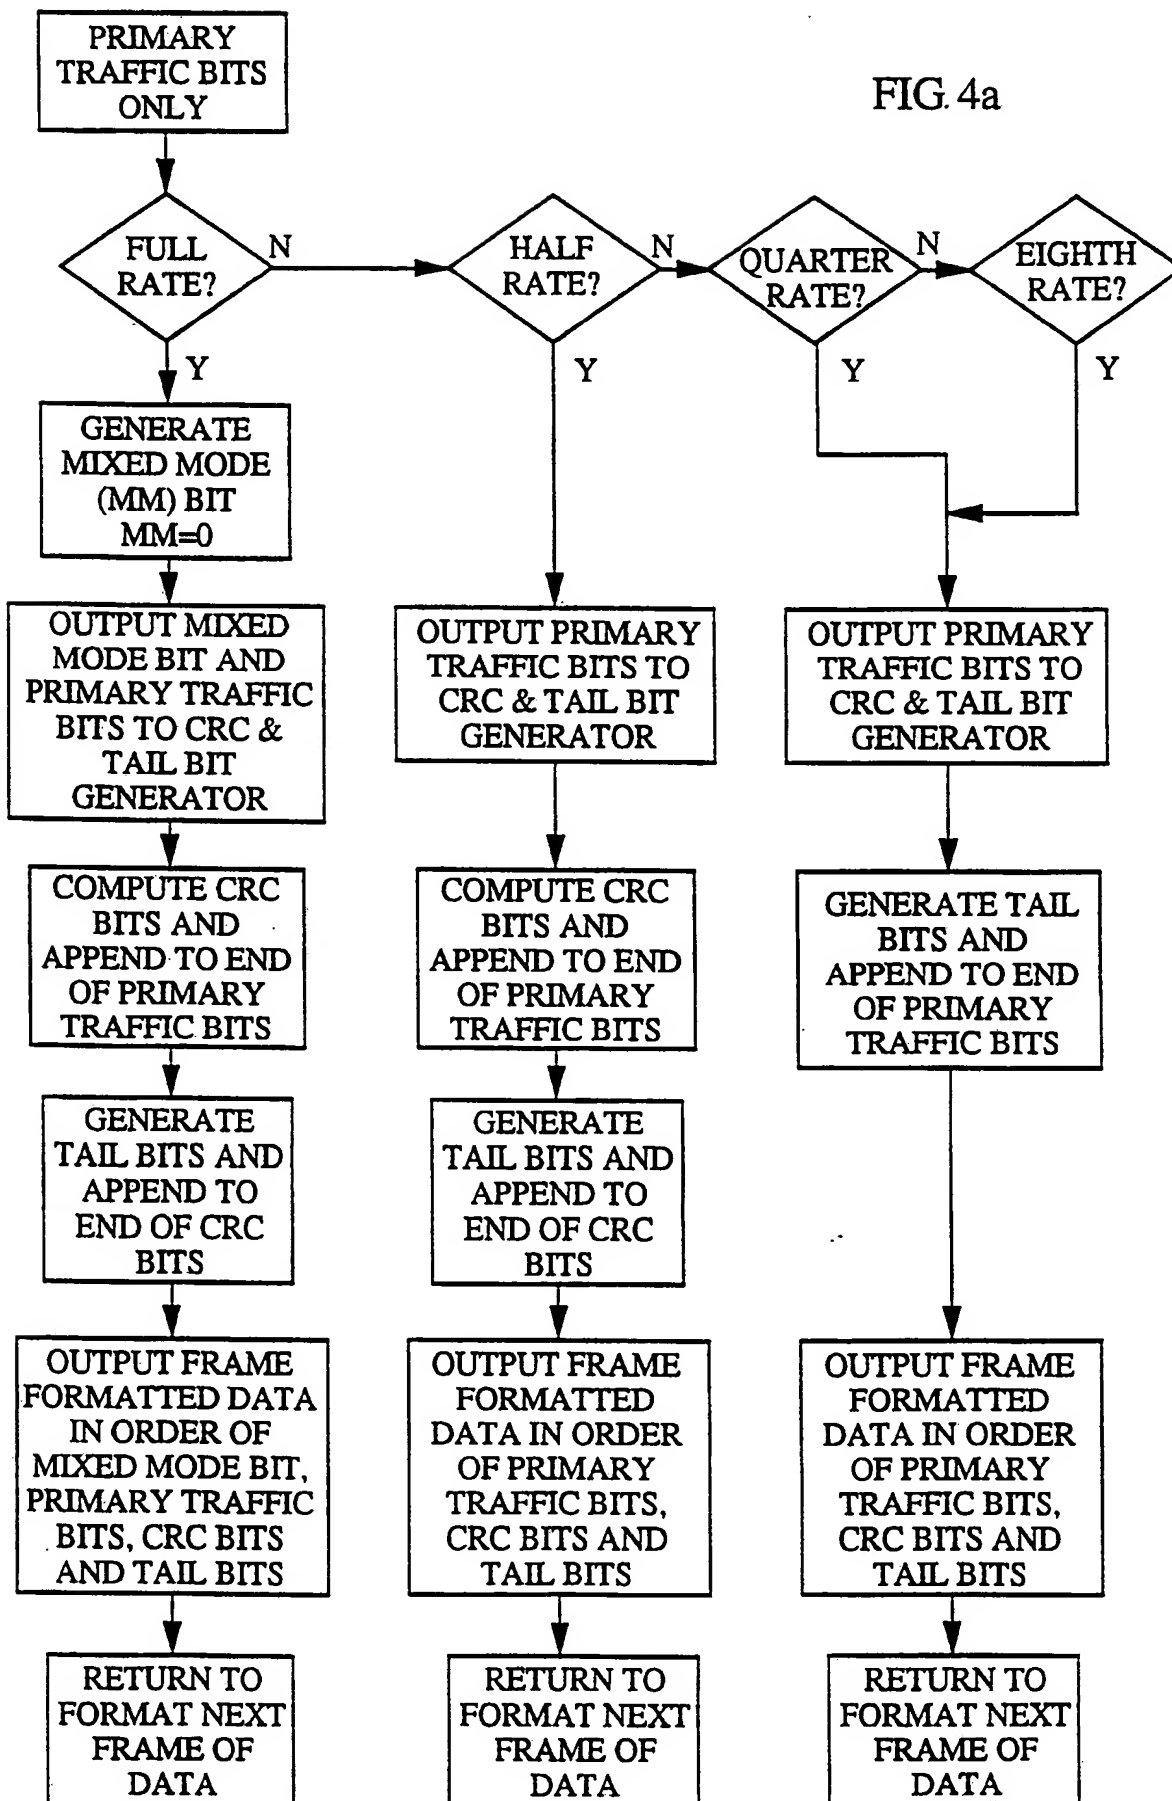 PRIMARY
TRAFFIC BITS
ONLY
FIG. 4a
FULL
RATE?
N
HALF
RATE?
N
QUARTER
RATE?
N
EIGHTH
RATE?
Y
Y
Y
Y
GENERATE
MIXED MODE
(MM) BIT
MM=0
OUTPUT MIXED
MODE BIT AND
PRIMARY TRAFFIC
BITS TO CRC &
TAIL BIT
GENERATOR
COMPUTE CRC
BITS AND
APPEND TO END
OF PRIMARY
TRAFFIC BITS
GENERATE
TAIL BITS AND
APPEND TO
END OF CRC
BITS
OUTPUT FRAME
FORMATTED DATA
IN ORDER OF
MIXED MODE BIT,
PRIMARY TRAFFIC
BITS, CRC BITS
AND TAIL BITS
RETURN TO
FORMAT NEXT
FRAME OF
DATA
OUTPUT PRIMARY
TRAFFIC BITS TO
CRC & TAIL BIT
GENERATOR
COMPUTE CRC
BITS AND
APPEND TO END
OF PRIMARY
TRAFFIC BITS
GENERATE
TAIL BITS AND
APPEND TO
END OF CRC
BITS
OUTPUT FRAME
FORMATTED
DATA IN ORDER
OF PRIMARY
TRAFFIC BITS,
CRC BITS AND
TAIL BITS
RETURN TO
FORMAT NEXT
FRAME OF
DATA
OUTPUT PRIMARY
TRAFFIC BITS TO
CRC & TAIL BIT
GENERATOR
GENERATE TAIL
BITS AND
APPEND TO END
OF PRIMARY
TRAFFIC BITS
OUTPUT FRAME
FORMATTED
DATA IN ORDER
OF PRIMARY
TRAFFIC BITS,
CRC BITS AND
TAIL BITS
RETURN TO
FORMAT NEXT
FRAME OF
DATA